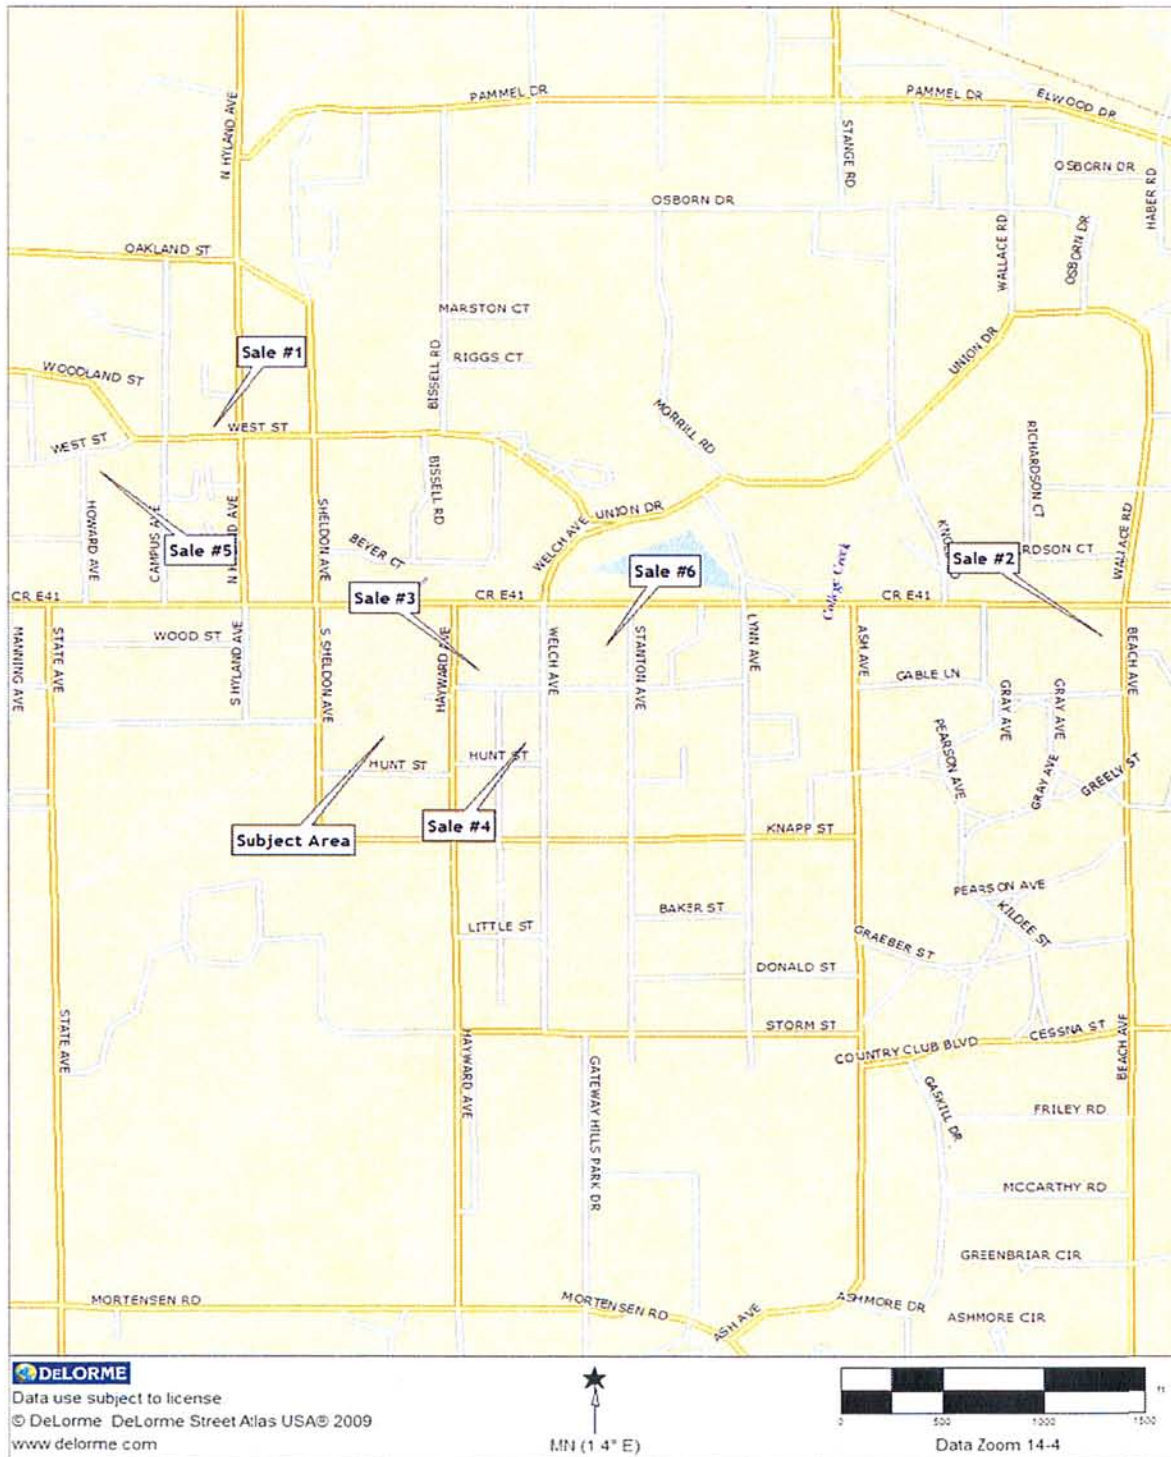 PAMMEL DR
PAMMEL DR
ELWOOD DR
N HYLAND AVE
STANGE RD
OSBORN DR
HABER RD
OSBORN DR
WALLACE RD
OSBORN DR
OAKLAND ST
MARSTON CT
RIGGS CT
BISSELL RD
UNION DR
Sale #1
WOODLAND ST
WEST ST
WEST ST
MORRILL RD
RICHARDSON CT
BISSELL RD
HOWARD AVE
CAMPUS AVE
SHELDON AVE
UNION DR
WELCH AVE
BEYER CT
WALLACE RD
Sale #5
Sale #6
Sale #2
College Creek
Sale #3
CR E41
CR E41
CR E41
MANNING AVE
STATE AVE
WOOD ST
S HYLAND AVE
S SHELDON AVE
HAYWARD AVE
WELCH AVE
STANTON AVE
LYNN AVE
ASH AVE
BEACH AVE
GABLE LN
GRAY AVE
GRAY AVE
PEARSON AVE
GRAY AVE
GREELY ST
HUNT ST
HUNT ST
Sale #4
Subject Area
KNAPP ST
PEARSON AVE
KILDEE ST
BAKER ST
LITTLE ST
GRAEBER ST
DONALD ST
STATE AVE
STORM ST
CESSNA ST
COUNTRY CLUB BLVD
BEACH AVE
HAYWARD AVE
GATEWAY HILLS PARK DR
GASKILL DR
FRILEY RD
MCCARTHY RD
GREENBRIAR CIR
MORTENSEN RD
MORTENSEN RD
ASH AVE
ASHMORE DR
ASHMORE CIR
DELORME
Data use subject to license
© DeLorme DeLorme Street Atlas USA® 2009
www.delorme.com
MN (1.4° E)
ft
0 500 1000 1500
Data Zoom 14-4